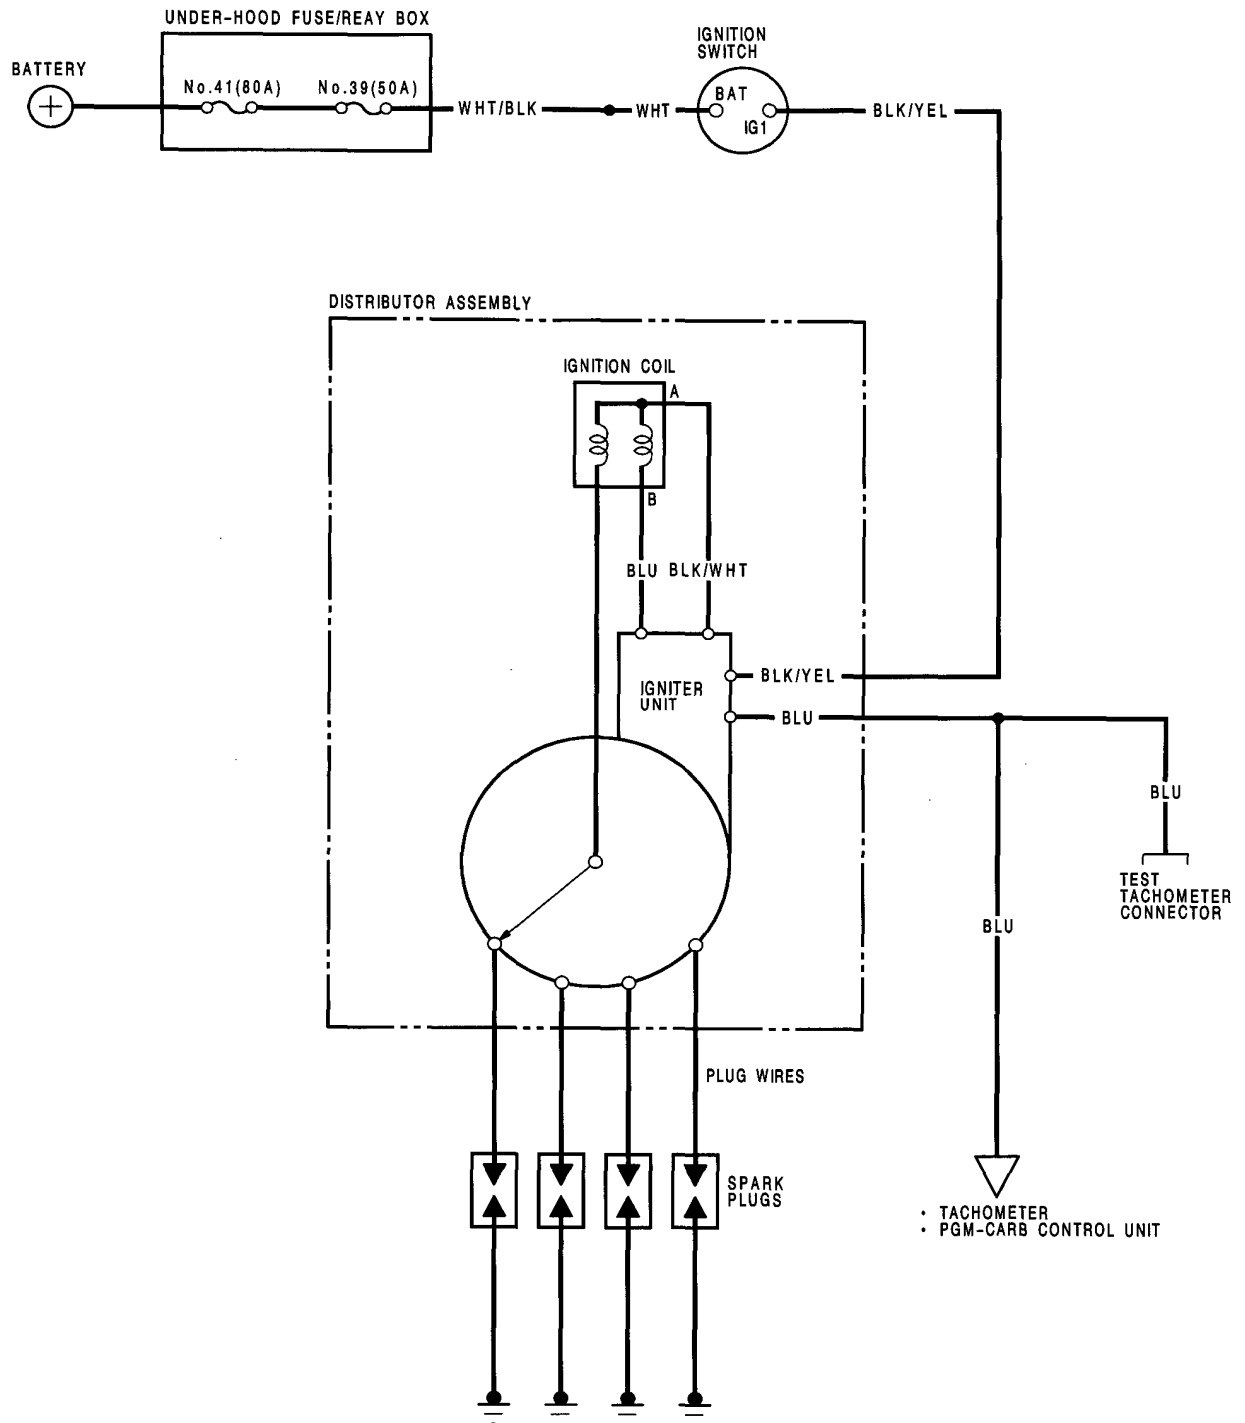 UNDER-HOOD FUSE/REAY BOX
IGNITION
SWITCH
BATTERY
No.41(80A)
No.39(50A)
BAT
WHT/BLK
WHT
BLK/YEL
IG1
DISTRIBUTOR ASSEMBLY
IGNITION COIL
A
B
BLU
BLK/WHT
BLK/YEL
IGNITER
UNIT
BLU
BLU
TEST
TACHOMETER
CONNECTOR
BLU
PLUG WIRES
SPARK
PLUGS
• TACHOMETER
• PGM-CARB CONTROL UNIT